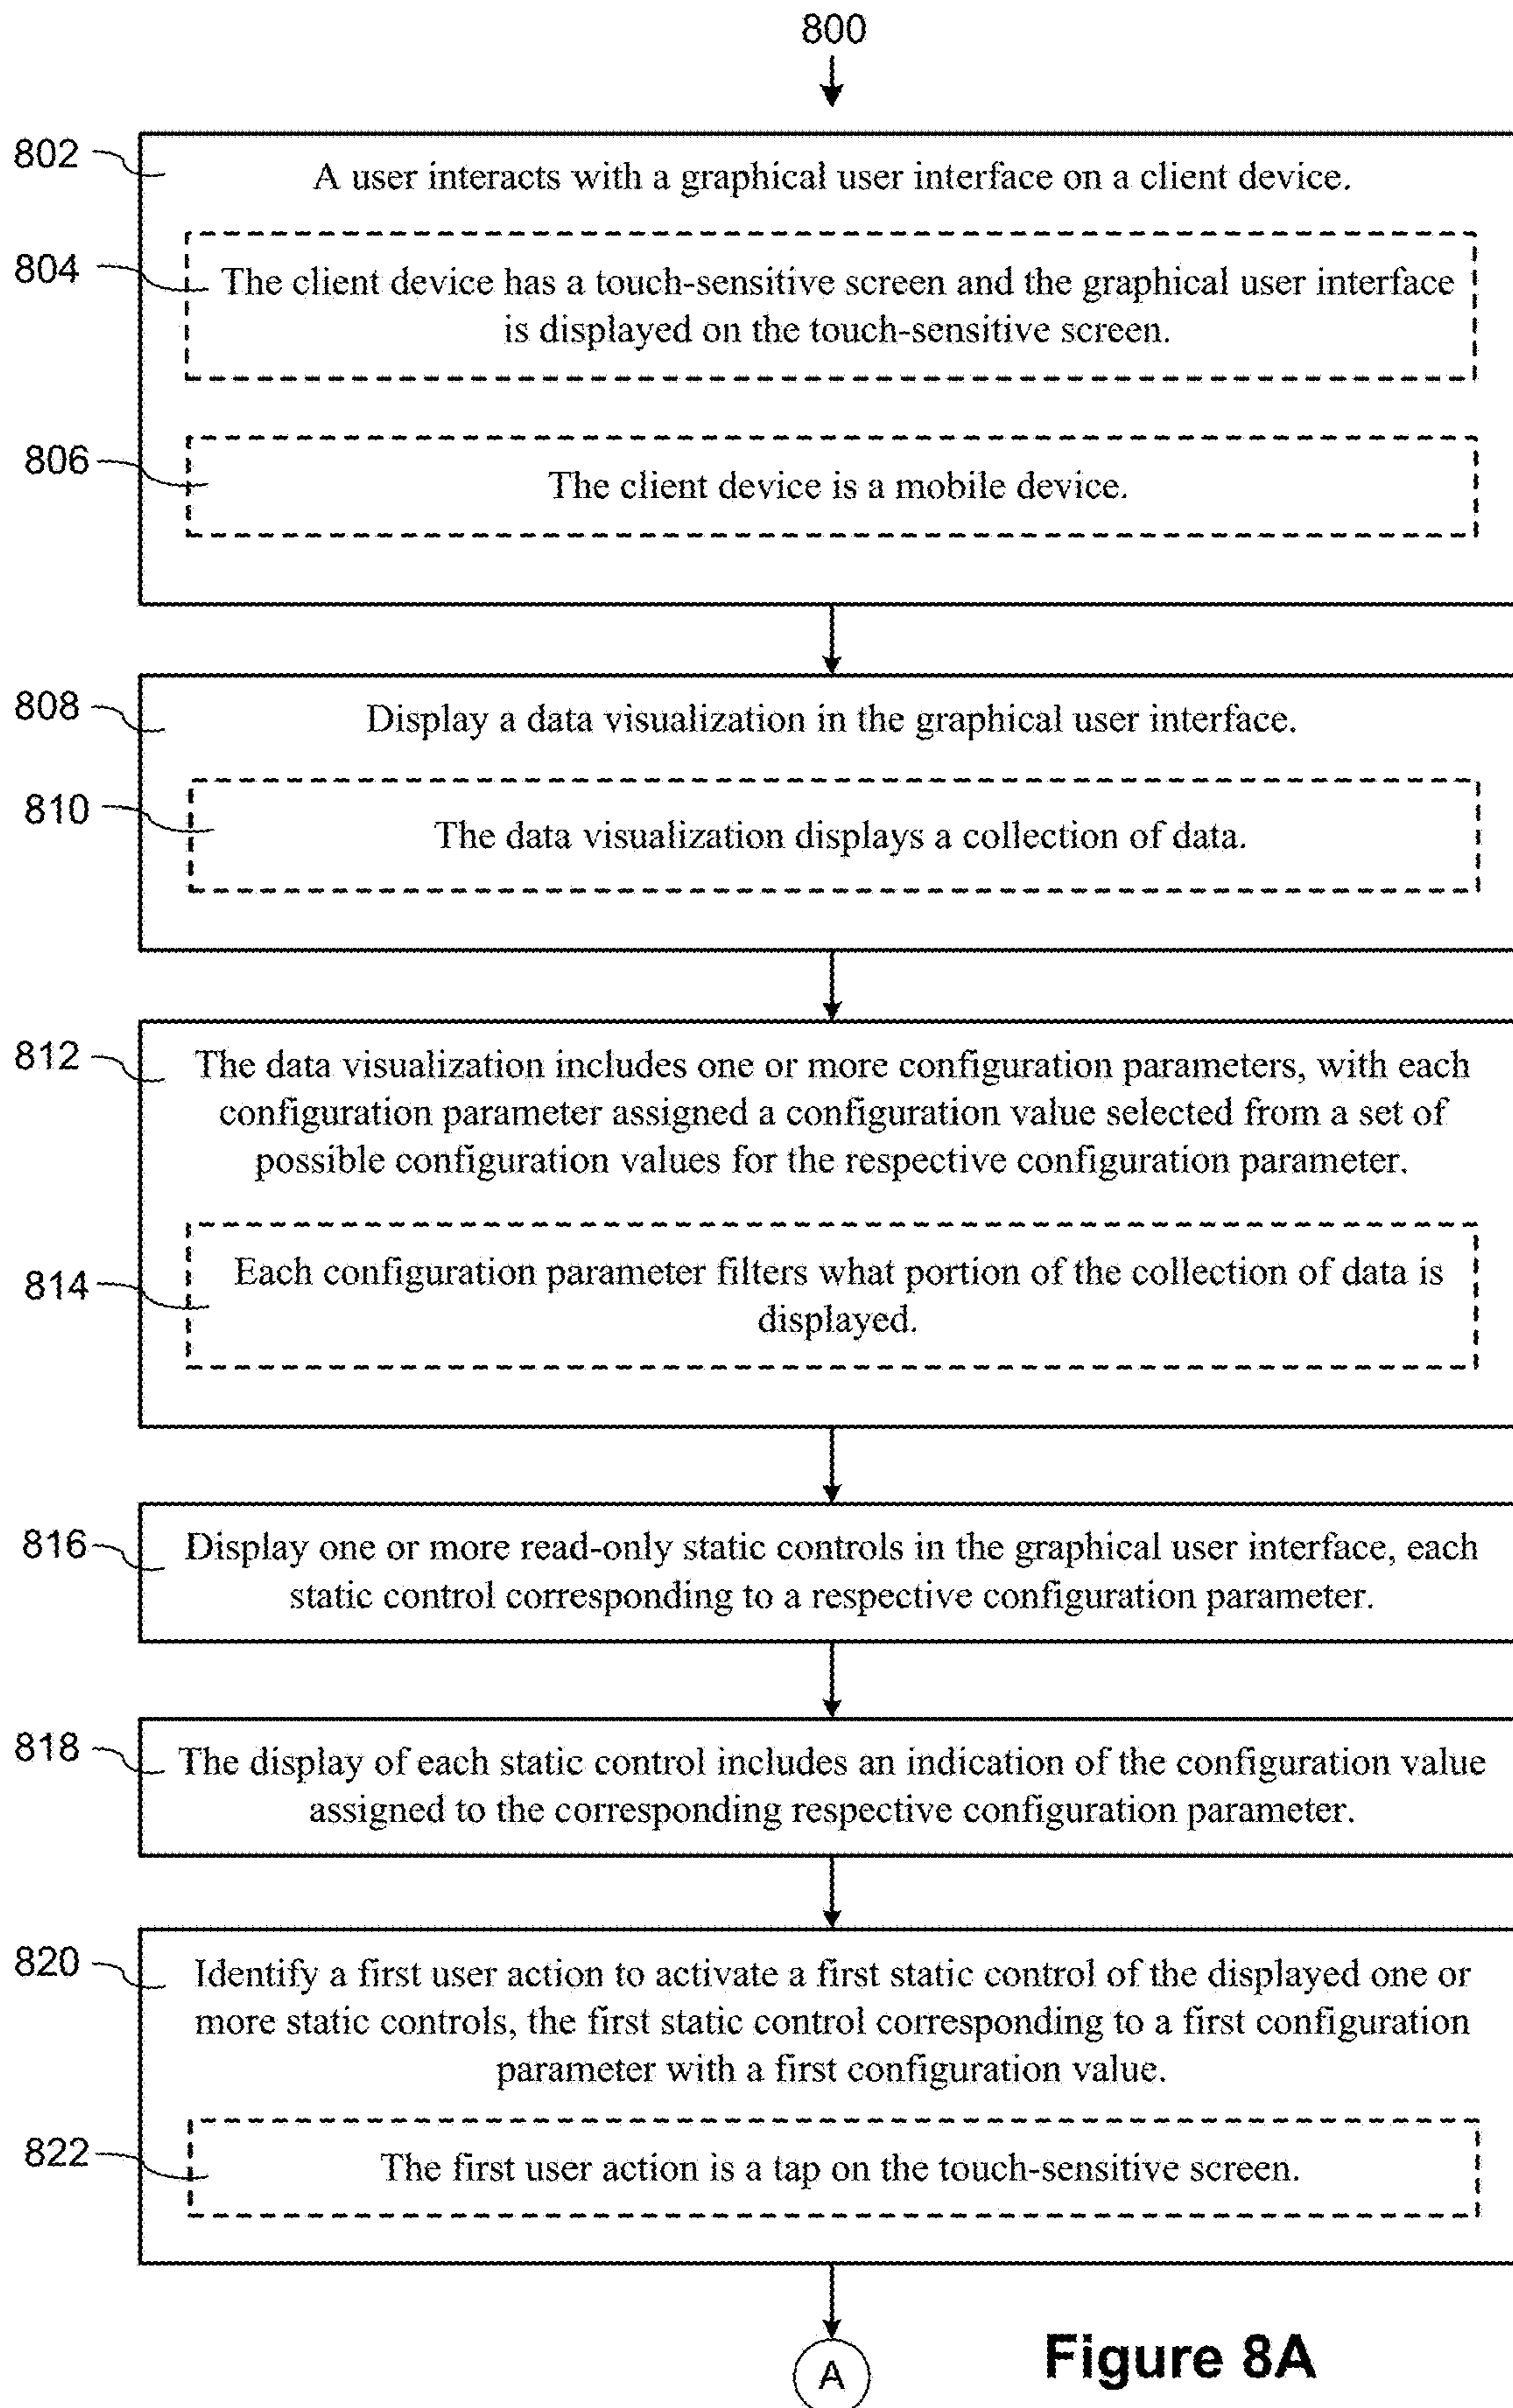 800
802
A user interacts with a graphical user interface on a client device.
804
The client device has a touch-sensitive screen and the graphical user interface
is displayed on the touch-sensitive screen.
806
The client device is a mobile device.
808
Display a data visualization in the graphical user interface.
810
The data visualization displays a collection of data.
812
The data visualization includes one or more configuration parameters, with each
configuration parameter assigned a configuration value selected from a set of
possible configuration values for the respective configuration parameter.
814
Each configuration parameter filters what portion of the collection of data is
displayed.
816
Display one or more read-only static controls in the graphical user interface, each
static control corresponding to a respective configuration parameter.
818
The display of each static control includes an indication of the configuration value
assigned to the corresponding respective configuration parameter.
820
Identify a first user action to activate a first static control of the displayed one or
more static controls, the first static control corresponding to a first configuration
parameter with a first configuration value.
822
The first user action is a tap on the touch-sensitive screen.
A
Figure 8A